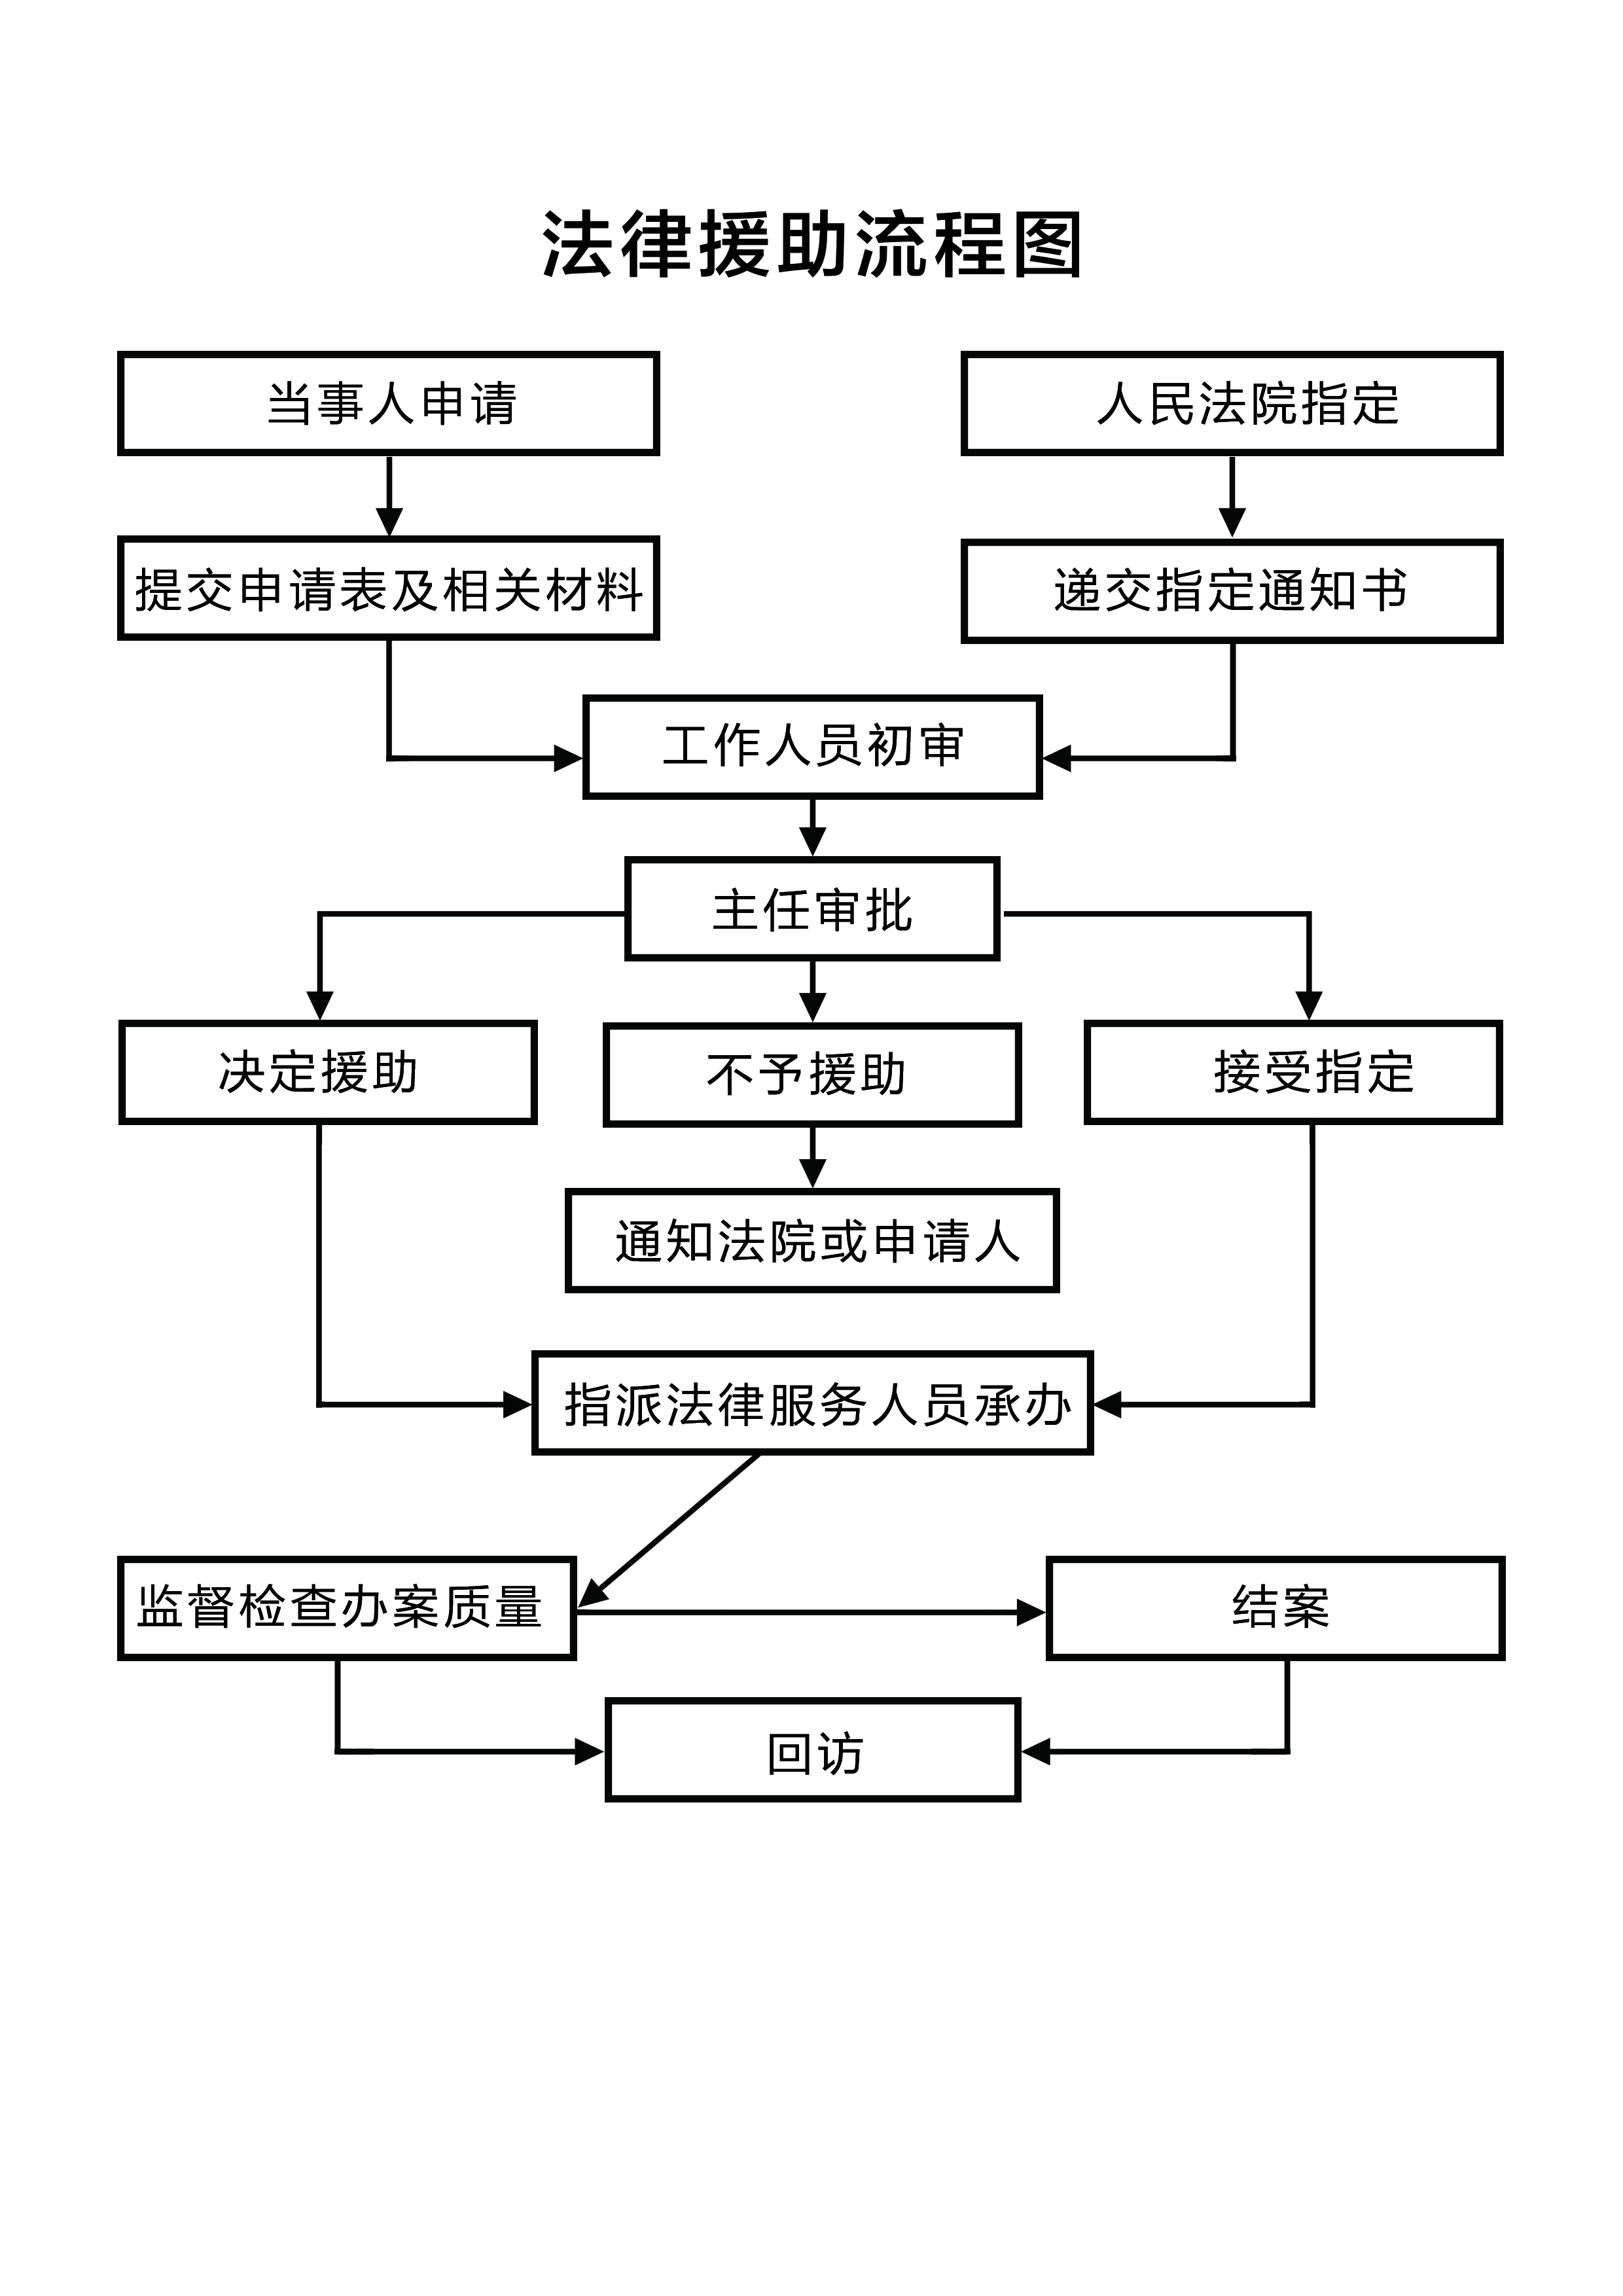 法律援助流程图
当事人申请
人民法院指定
提交申请表及相关材料
递交指定通知书
工作人员初审
主任审批
决定援助
不予援助
接受指定
通知法院或申请人
指派法律服务人员承办
监督检查办案质量
结案
回访